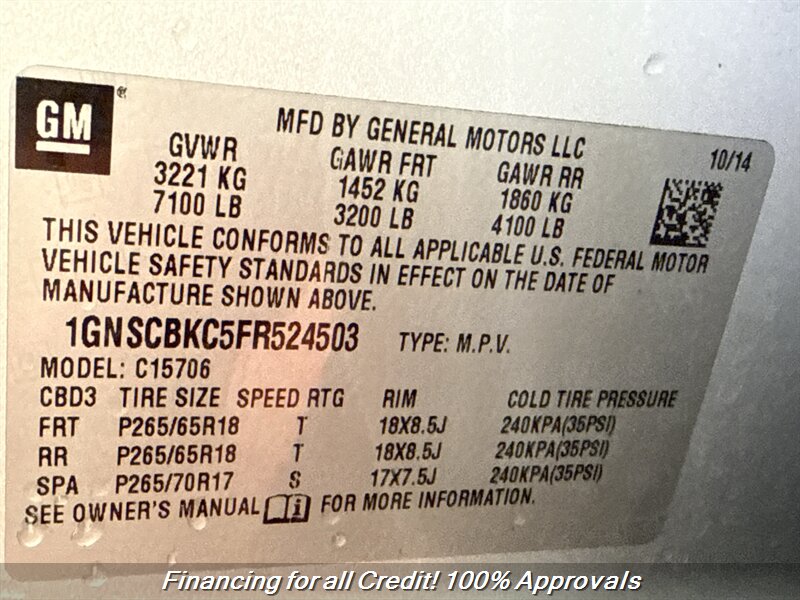 GM
MFD BY GENERAL MOTORS LLC
10/14
GVWR GAWR FRT GAWR RR
3221 KG 1452 KG 1860 KG
7100 LB 3200 LB 4100 LB
THIS VEHICLE CONFORMS TO ALL APPLICABLE U.S. FEDERAL MOTOR
VEHICLE SAFETY STANDARDS IN EFFECT ON THE DATE OF
MANUFACTURE SHOWN ABOVE.
1GNSCBKC5FR524503 TYPE: M.P.V.
MODEL: C15706
CBD3 TIRE SIZE SPEED RTG RIM COLD TIRE PRESSURE
FRT P265/65R18 T 18X8.5J 240KPA(35PSI)
RR P265/65R18 T 18X8.5J 240KPA(35PSI)
SPA P265/70R17 S 17X7.5J 240KPA(35PSI)
SEE OWNER'S MANUAL FOR MORE INFORMATION.
Financing for all Credit! 100% Approvals